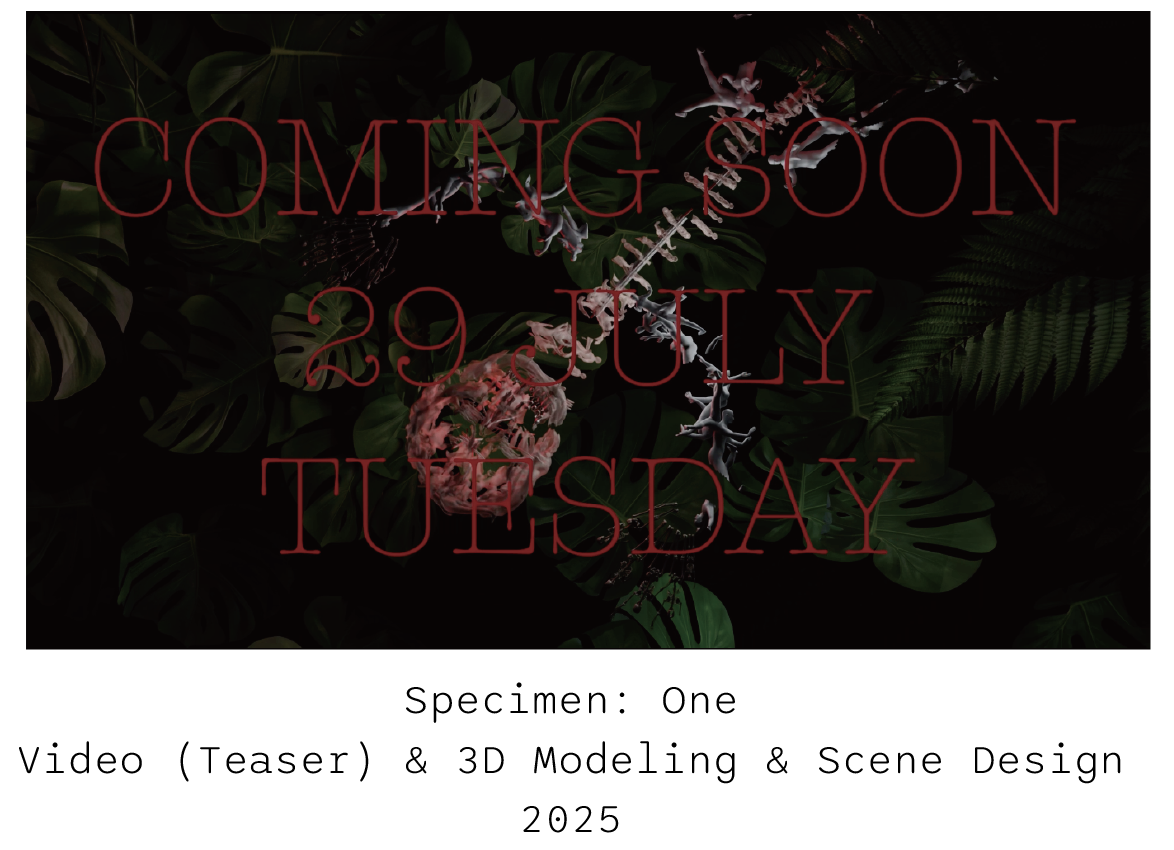 COMING SOON
29 JULY
TUESDAY
Specimen: One
Video (Teaser) & 3D Modeling & Scene Design
2025